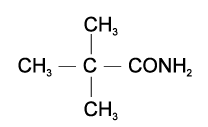 CH₃
CH₃ — C — CONH₂
CH₃